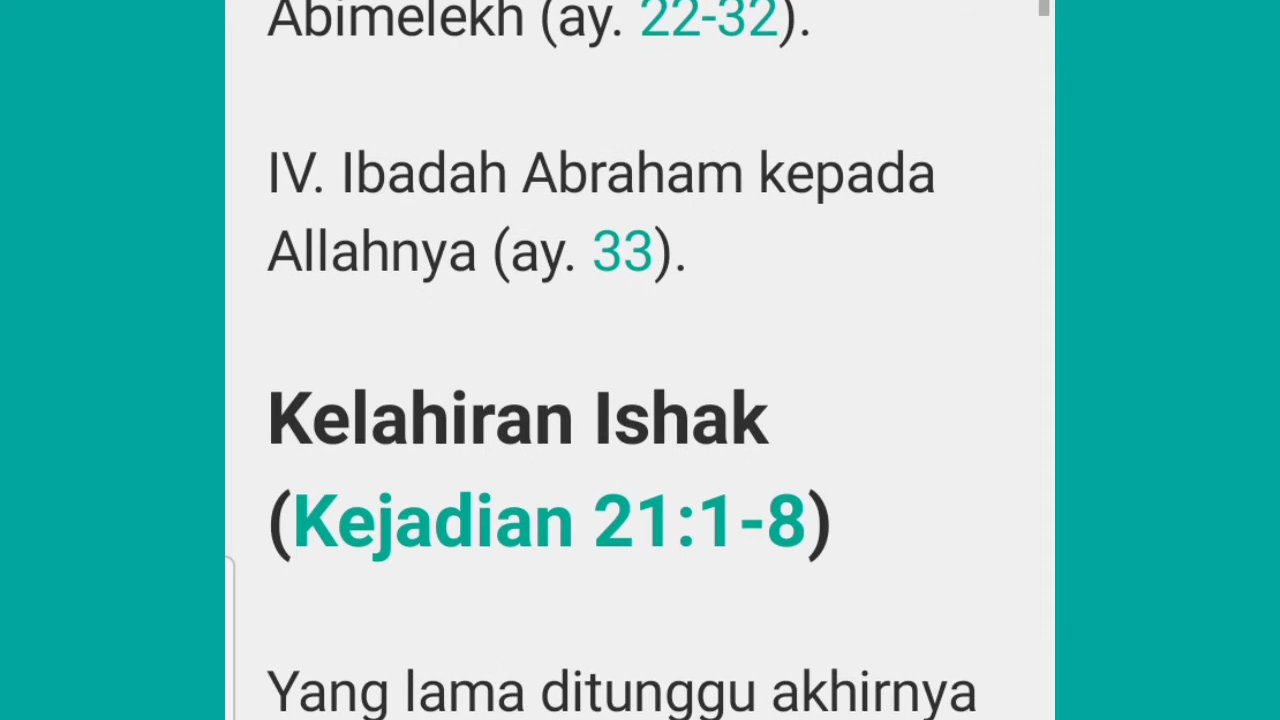 Abimelekh (ay. 22-32).
IV. Ibadah Abraham kepada
Allahnya (ay. 33).
Kelahiran Ishak
(Kejadian 21:1-8)
Yang lama ditunggu akhirnya